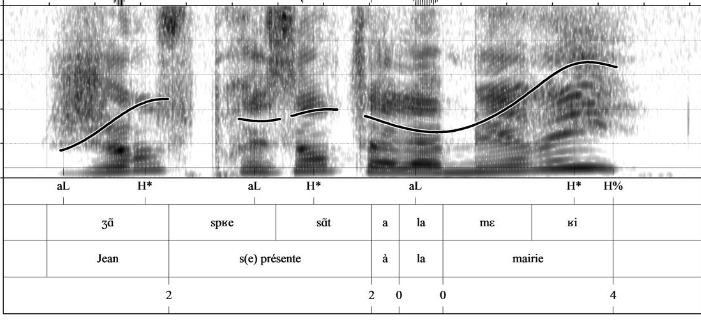 aL H* aL H* aL H* H%
ʒɑ̃ spʁe sɑ̃t a la mɛ ʁi
Jean s(e) présente à la mairie
2 2 0 0 4